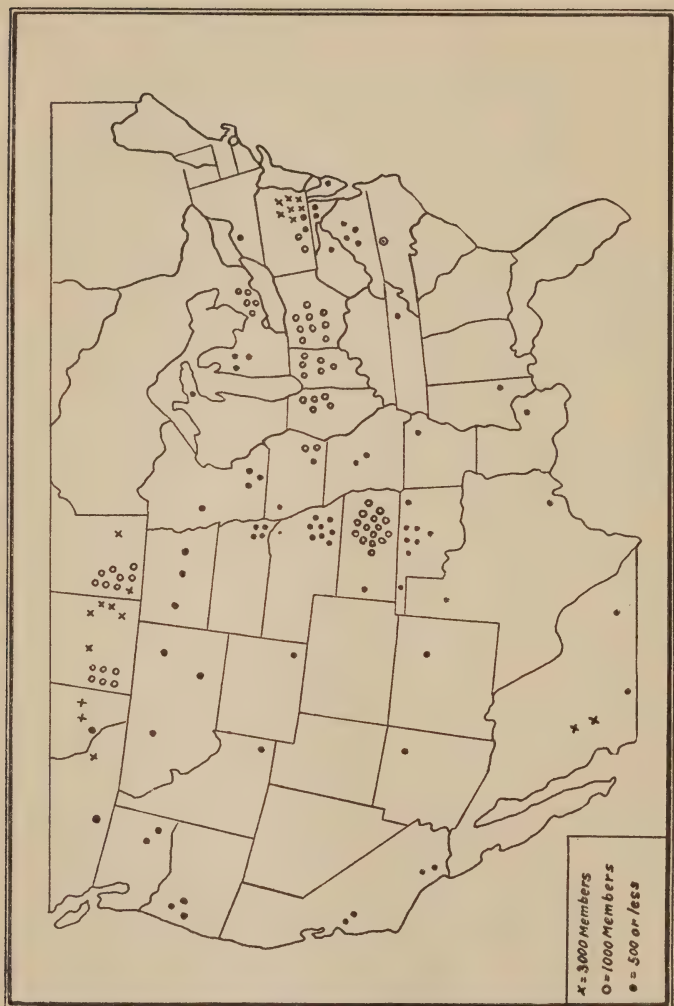 x = 3000 Members
O = 1000 Members
● = 500 or less